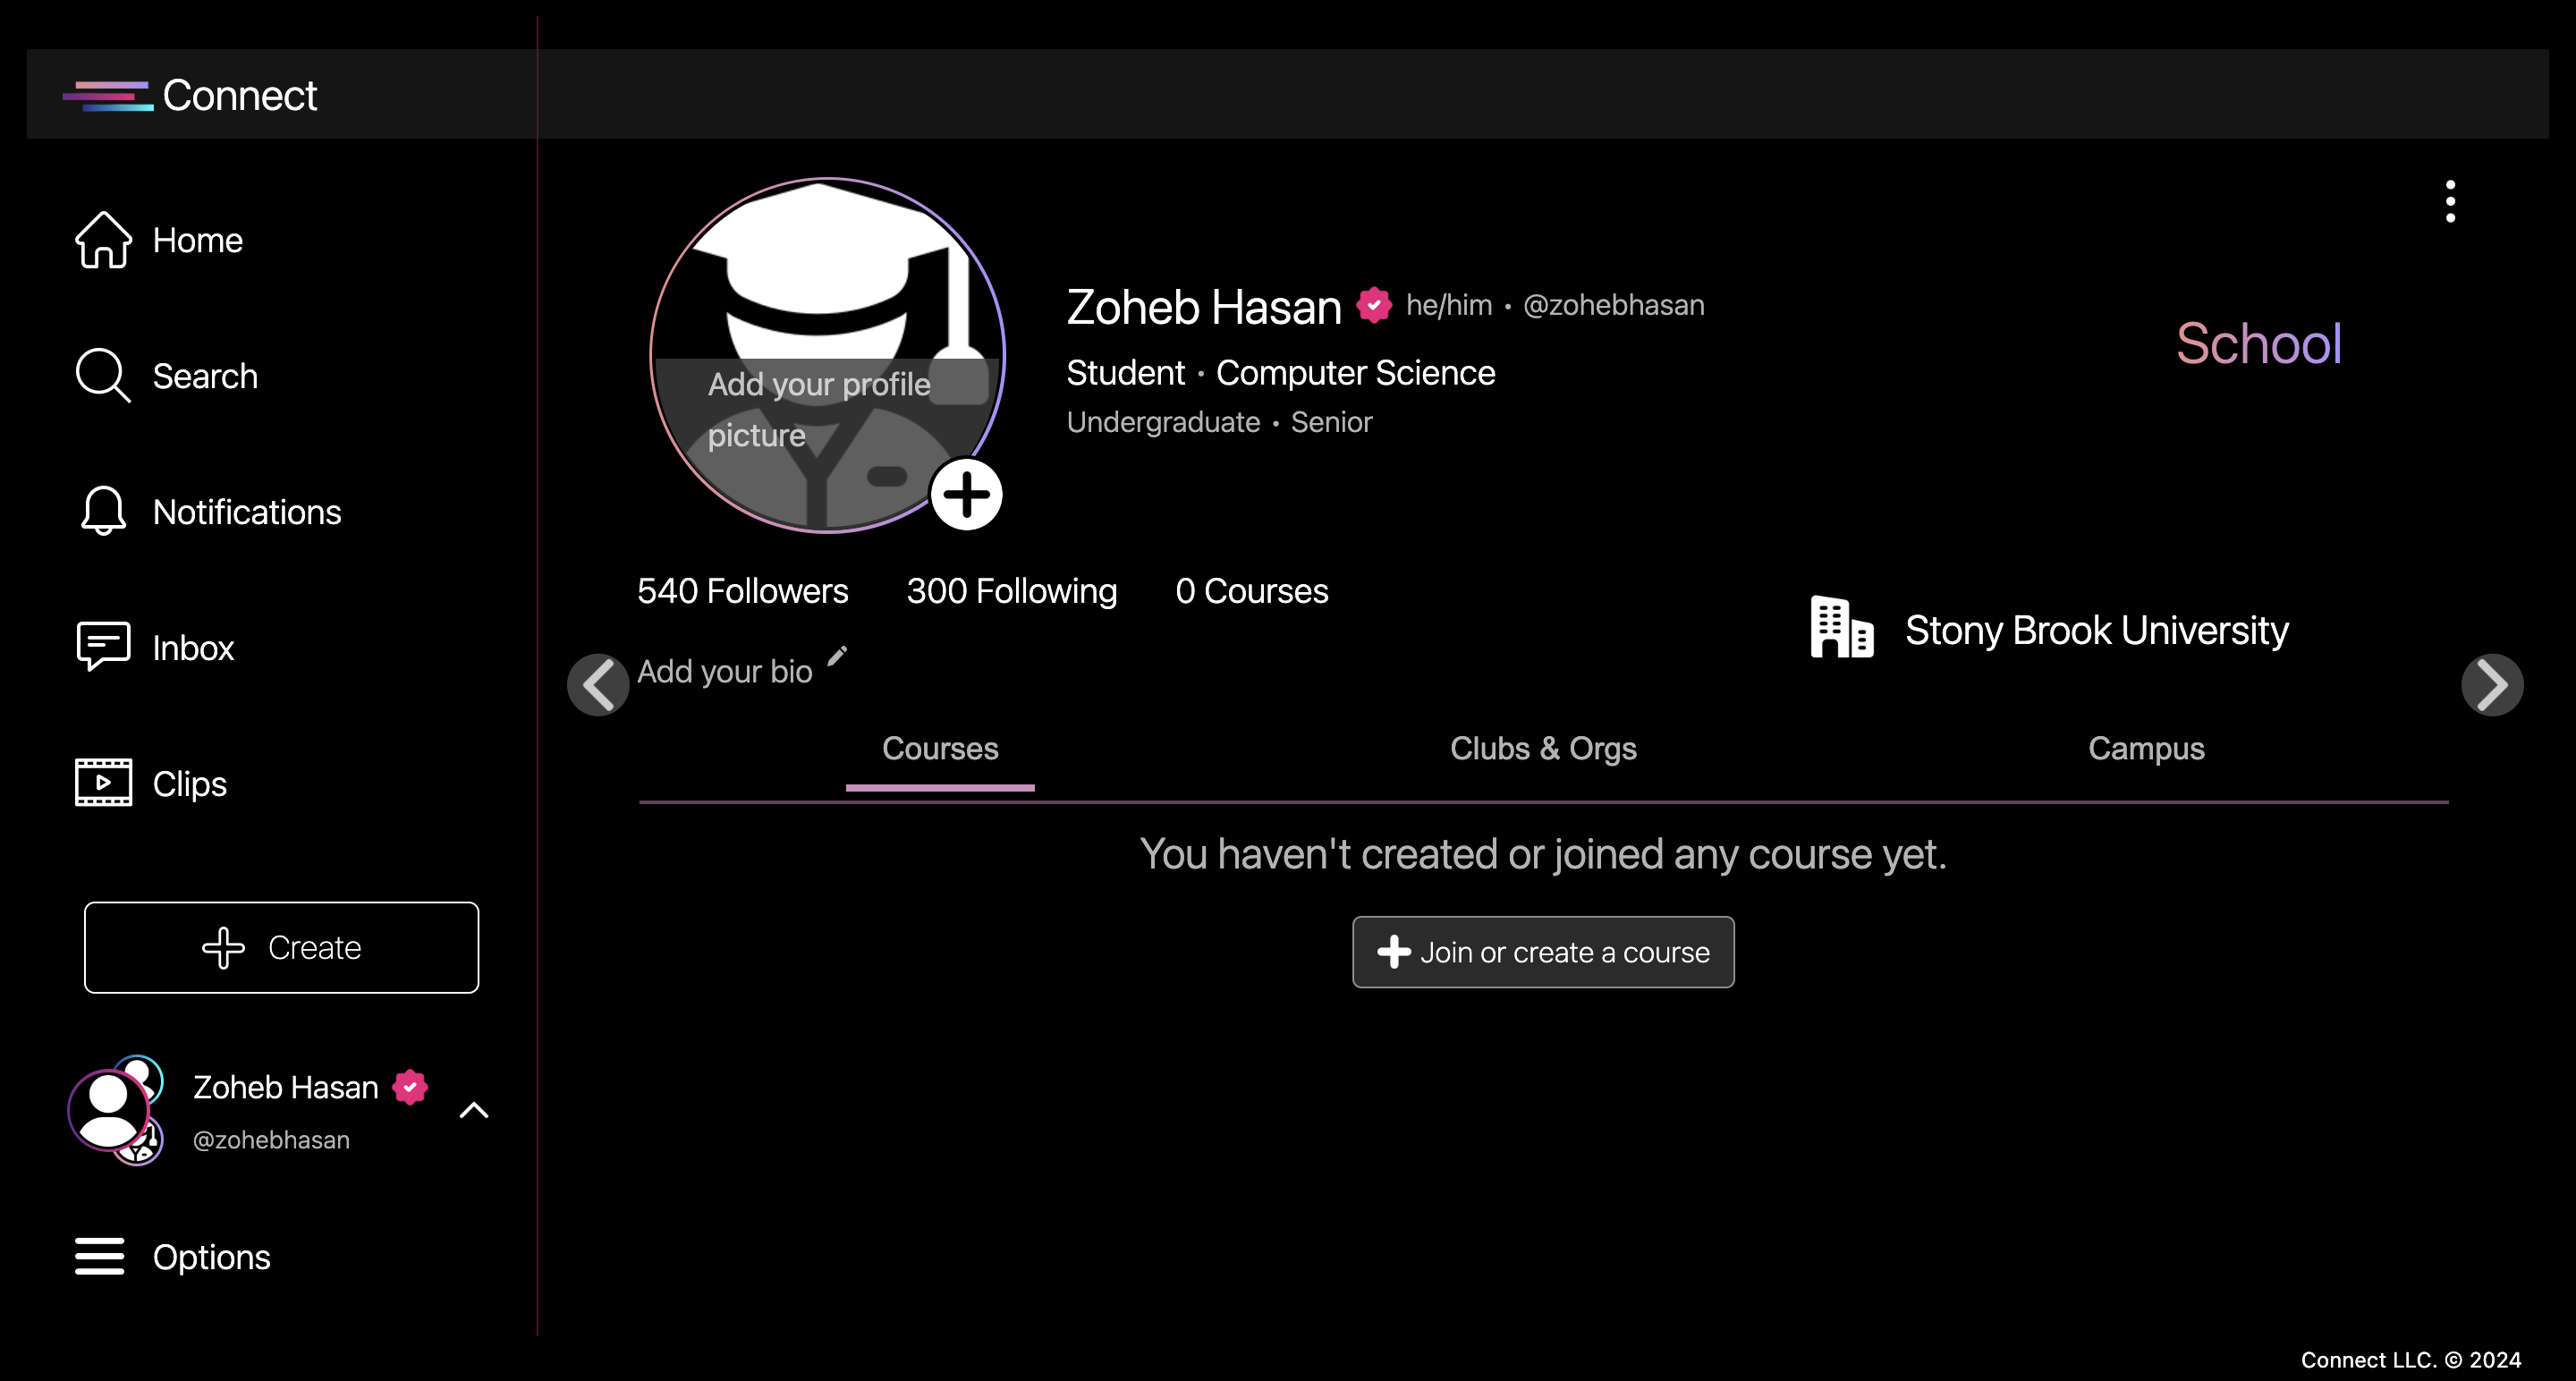 Connect
Home
Search
Notifications
Inbox
Clips
Create
Zoheb Hasan
@zohebhasan
Options
Add your profile
picture
Zoheb Hasan he/him • @zohebhasan
Student • Computer Science
Undergraduate • Senior
School
540 Followers 300 Following 0 Courses
Add your bio
Stony Brook University
Courses Clubs & Orgs Campus
You haven't created or joined any course yet.
Join or create a course
Connect LLC. © 2024